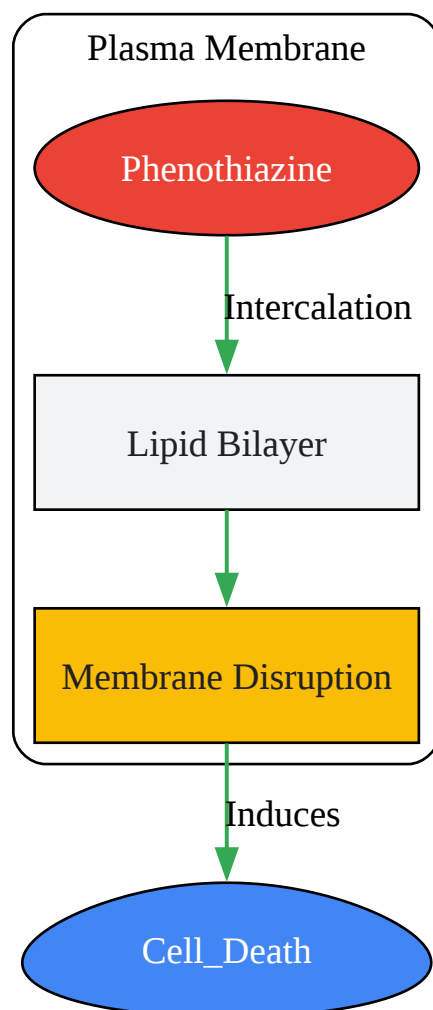 Plasma Membrane
Phenothiazine
Intercalation
Lipid Bilayer
Membrane Disruption
Induces
Cell_Death